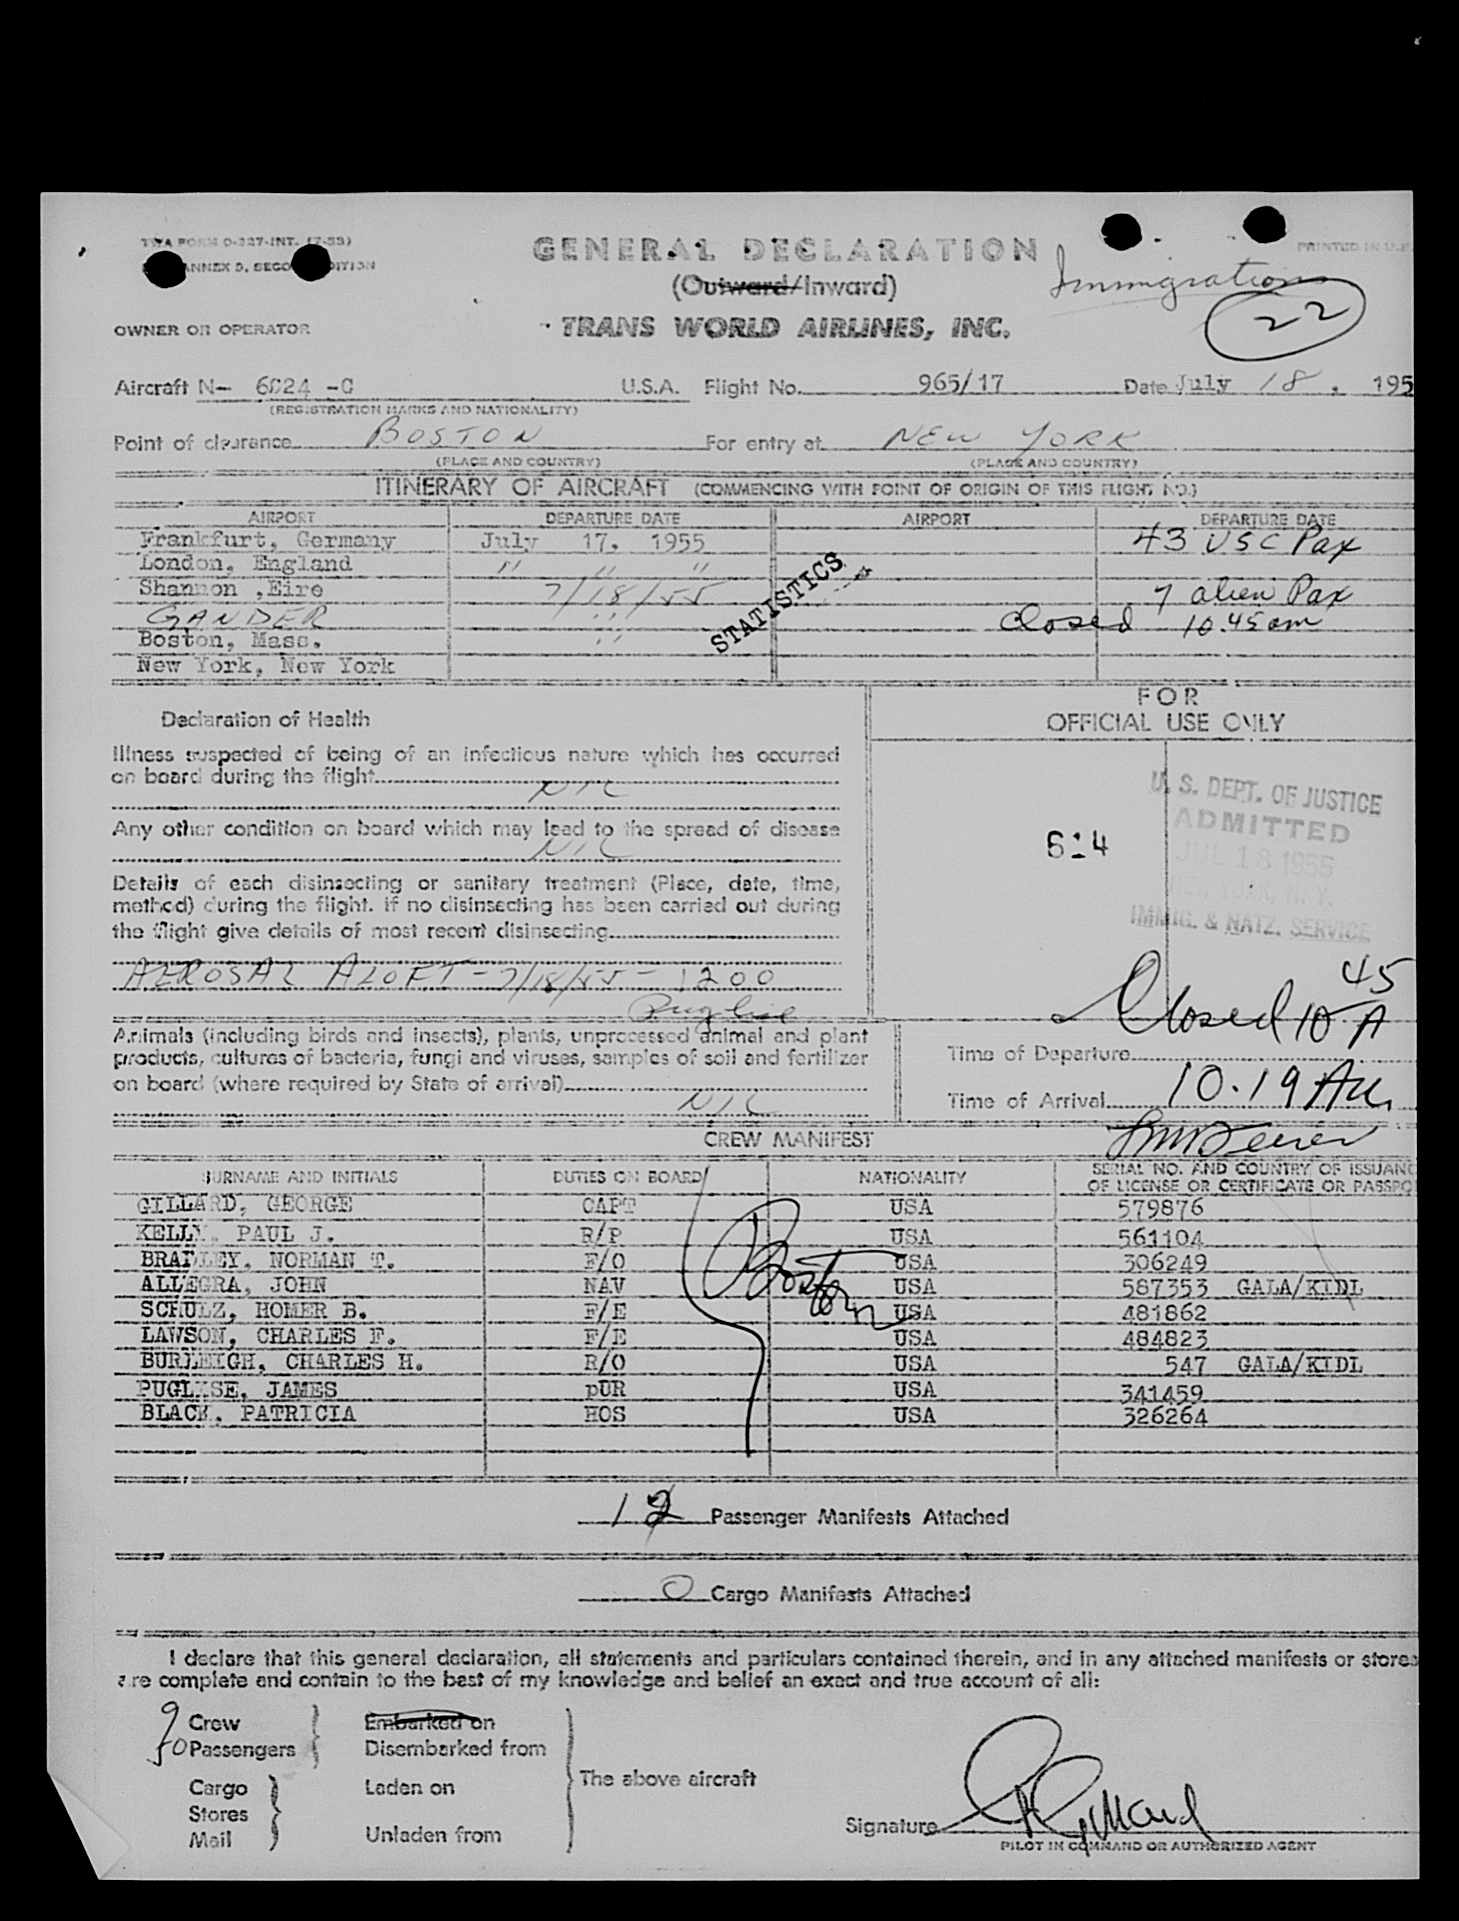 TWA FORM O-327-INT. (7-53)
ANNEX 9, SECO DITION
GENERAL DECLARATION
PRINTED IN U.S.
(Outward/Inward)
Immigration
22
OWNER OR OPERATOR
TRANS WORLD AIRLINES, INC.
Aircraft N- 6024 -C U.S.A. Flight No. 965/17 Date July 18, 195
(REGISTRATION MARKS AND NATIONALITY)
Point of clearance BOSTON For entry at NEW YORK
(PLACE AND COUNTRY) (PLACE AND COUNTRY)
ITINERARY OF AIRCRAFT (COMMENCING WITH POINT OF ORIGIN OF THIS FLIGHT NO.)
AIRPORT DEPARTURE DATE AIRPORT DEPARTURE DATE
Frankfurt, Germany July 17, 1955 43 USC Pax
London, England " " "
Shannon ,Eire 7/18/55 7 alien Pax
GANDER " Closed 10.45 am
Boston, Mass. "
New York, New York
STATISTICS
FOR
OFFICIAL USE ONLY
Declaration of Health
Illness suspected of being of an infectious nature which has occurred
on board during the flight
NIL
Any other condition on board which may lead to the spread of disease
NIL
Details of each disinsecting or sanitary treatment (Place, date, time,
method) during the flight. If no disinsecting has been carried out during
the flight give details of most recent disinsecting
AEROSAL ALOFT - 7/18/55 - 1200
Puglise
614
U. S. DEPT. OF JUSTICE
ADMITTED
JUL 18 1955
NEW YORK, N. Y.
IMMIG. & NATZ. SERVICE
Closed 10 45 A
Animals (including birds and insects), plants, unprocessed animal and plant
products, cultures of bacteria, fungi and viruses, samples of soil and fertilizer
on board (where required by State of arrival)
NIL
Time of Departure
Time of Arrival 10.19 AM
CREW MANIFEST
SURNAME AND INITIALS DUTIES ON BOARD NATIONALITY SERIAL NO. AND COUNTRY OF ISSUANC
OF LICENSE OR CERTIFICATE OR PASSPO
GILLARD, GEORGE CAPT USA 579876
KELLY, PAUL J. R/P USA 561104
BRADLEY, NORMAN T. F/O USA 306249
ALLEGRA, JOHN NAV USA 587353 GALA/KIDL
SCHULZ, HOMER B. F/E USA 481862
LAWSON, CHARLES F. F/E USA 484823
BURLEIGH, CHARLES H. R/O USA 547 GALA/KIDL
PUGLISE, JAMES pUR USA 341459
BLACK, PATRICIA HOS USA 326264
Boston
12 Passenger Manifests Attached
0 Cargo Manifests Attached
I declare that this general declaration, all statements and particulars contained therein, and in any attached manifests or stores
are complete and contain to the best of my knowledge and belief an exact and true account of all:
9 Crew Embarked on
50 Passengers Disembarked from
The above aircraft
Cargo Laden on
Stores
Mail Unladen from
Signature G Gillard
PILOT IN COMMAND OR AUTHORIZED AGENT